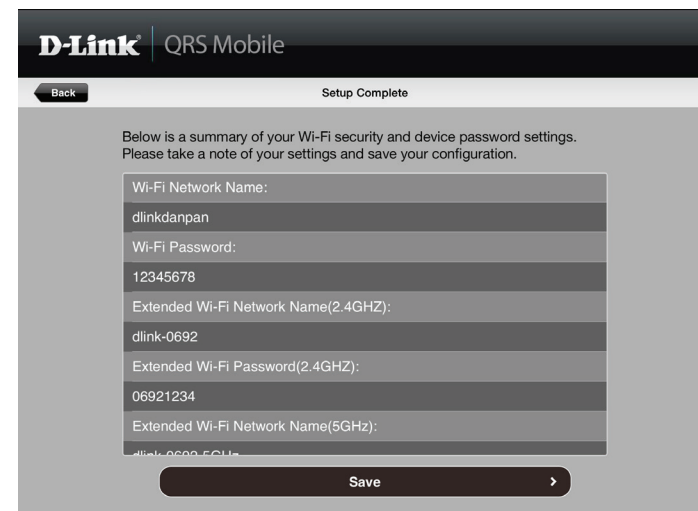 D-Link QRS Mobile
Back
Setup Complete
Below is a summary of your Wi-Fi security and device password settings.
Please take a note of your settings and save your configuration.
Wi-Fi Network Name:
dlinkdanpan
Wi-Fi Password:
12345678
Extended Wi-Fi Network Name(2.4GHZ):
dlink-0692
Extended Wi-Fi Password(2.4GHZ):
06921234
Extended Wi-Fi Network Name(5GHz):
dlink-0692-5GHz
Save